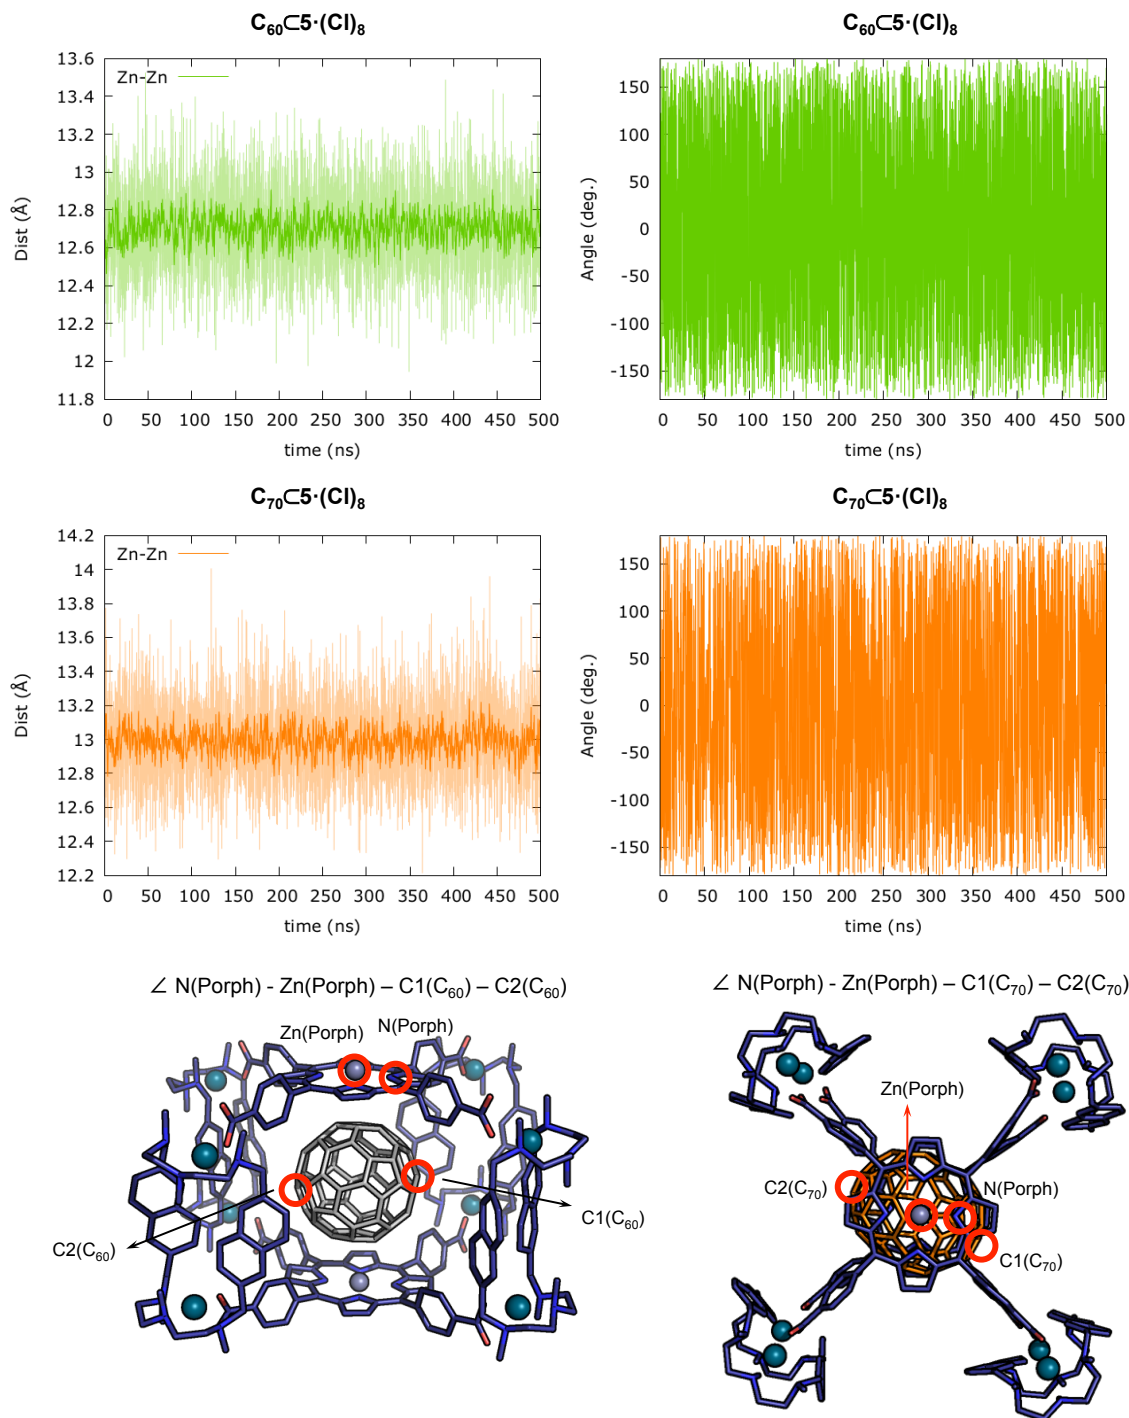 C60⊂5·(Cl)8
C60⊂5·(Cl)8
13.6
13.4
13.2
13
12.8
12.6
12.4
12.2
12
11.8
Dist (Å)
Zn-Zn
0 50 100 150 200 250 300 350 400 450 500
time (ns)
150
100
50
0
-50
-100
-150
Angle (deg.)
0 50 100 150 200 250 300 350 400 450 500
time (ns)
C70⊂5·(Cl)8
C70⊂5·(Cl)8
14.2
14
13.8
13.6
13.4
13.2
13
12.8
12.6
12.4
12.2
Dist (Å)
Zn-Zn
0 50 100 150 200 250 300 350 400 450 500
time (ns)
150
100
50
0
-50
-100
-150
Angle (deg.)
0 50 100 150 200 250 300 350 400 450 500
time (ns)
∠ N(Porph) - Zn(Porph) – C1(C60) – C2(C60)
Zn(Porph)
N(Porph)
C1(C60)
C2(C60)
∠ N(Porph) - Zn(Porph) – C1(C70) – C2(C70)
Zn(Porph)
C2(C70)
N(Porph)
C1(C70)